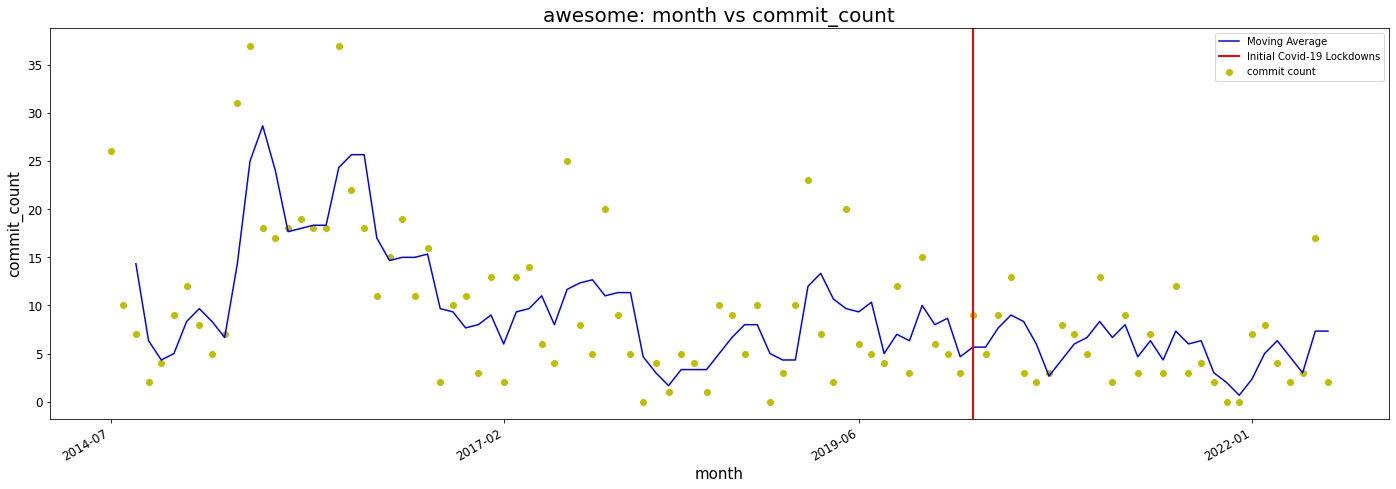 awesome: month vs commit_count
Moving Average
Initial Covid-19 Lockdowns
commit count
commit_count
35
30
25
20
15
10
5
0
2014-07
2017-02
2019-06
2022-01
month